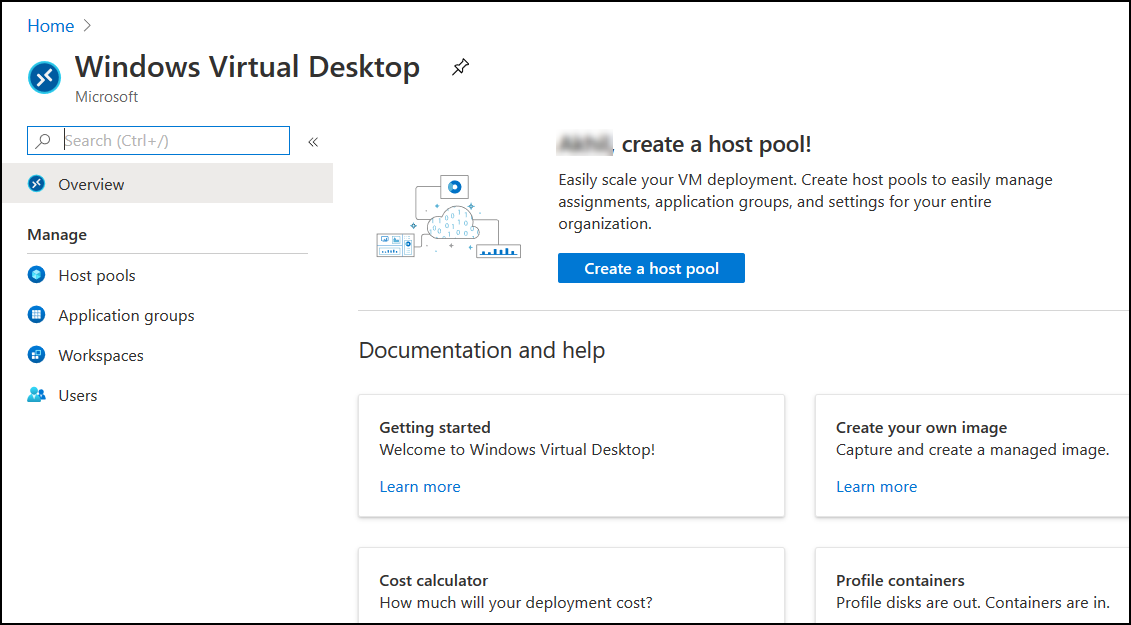 Home
Windows Virtual Desktop
Microsoft
Search (Ctrl+/)
Overview
Manage
Host pools
Application groups
Workspaces
Users
, create a host pool!
Easily scale your VM deployment. Create host pools to easily manage
assignments, application groups, and settings for your entire
organization.
Create a host pool
Documentation and help
Getting started
Welcome to Windows Virtual Desktop!
Learn more
Create your own image
Capture and create a managed image.
Learn more
Cost calculator
How much will your deployment cost?
Profile containers
Profile disks are out. Containers are in.